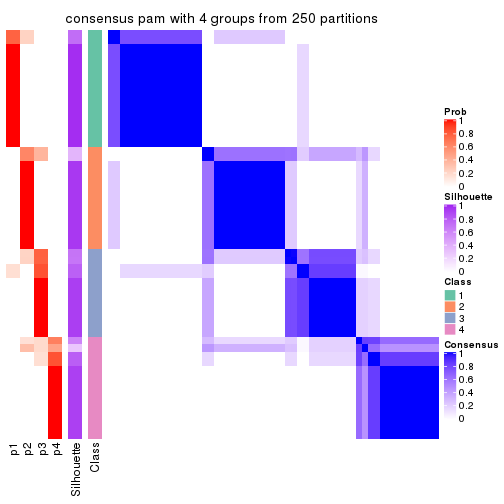 consensus pam with 4 groups from 250 partitions
Prob
1
0.8
0.6
0.4
0.2
0
Silhouette
1
0.8
0.6
0.4
0.2
0
Class
1
2
3
4
Consensus
1
0.8
0.6
0.4
0.2
0
p1
p2
p3
p4
Silhouette
Class